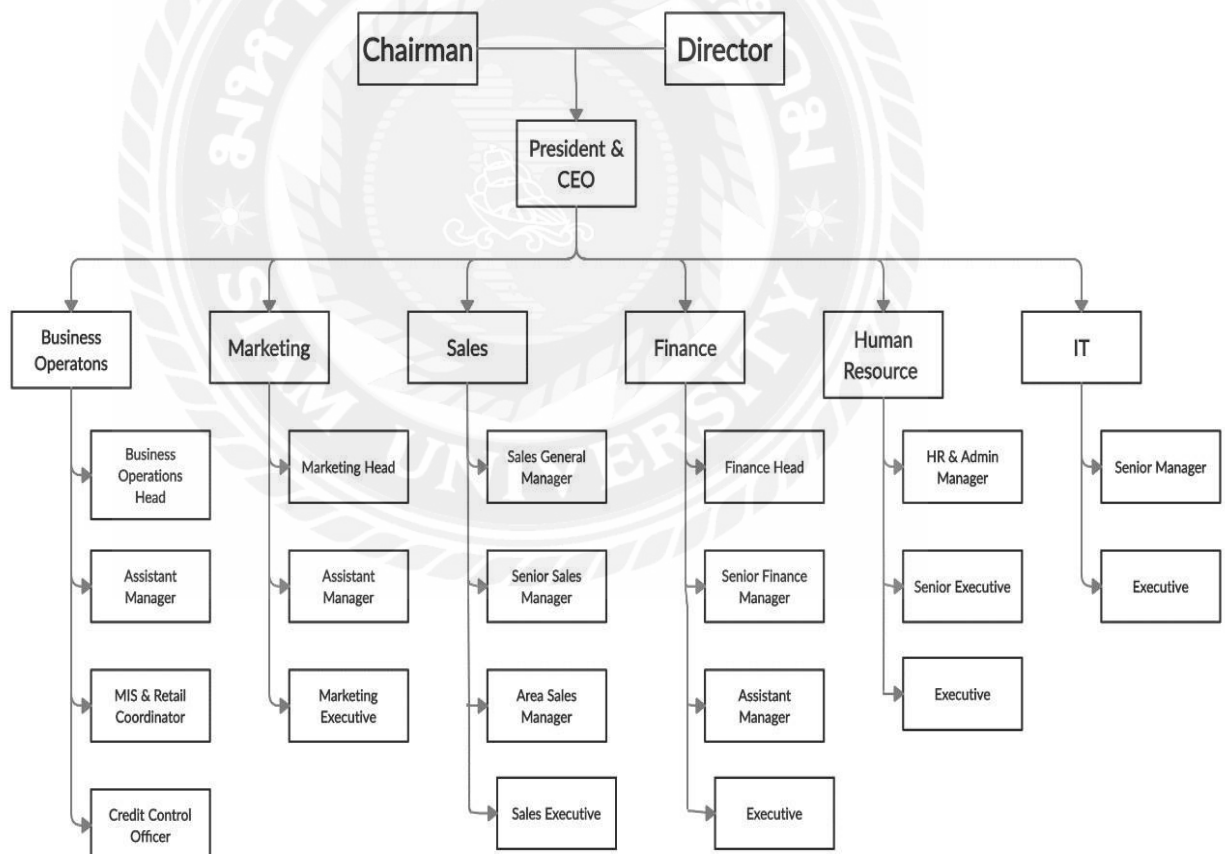 Chairman
Director
President &
CEO
Business
Operatons
Marketing
Sales
Finance
Human
Resource
IT
Business
Operations
Head
Marketing Head
Sales General
Manager
Finance Head
HR & Admin
Manager
Senior Manager
Assistant
Manager
Assistant
Manager
Senior Sales
Manager
Senior Finance
Manager
Senior Executive
Executive
MIS & Retail
Coordinator
Marketing
Executive
Area Sales
Manager
Assistant
Manager
Executive
Credit Control
Officer
Sales Executive
Executive
SIAM UNIVERSITY